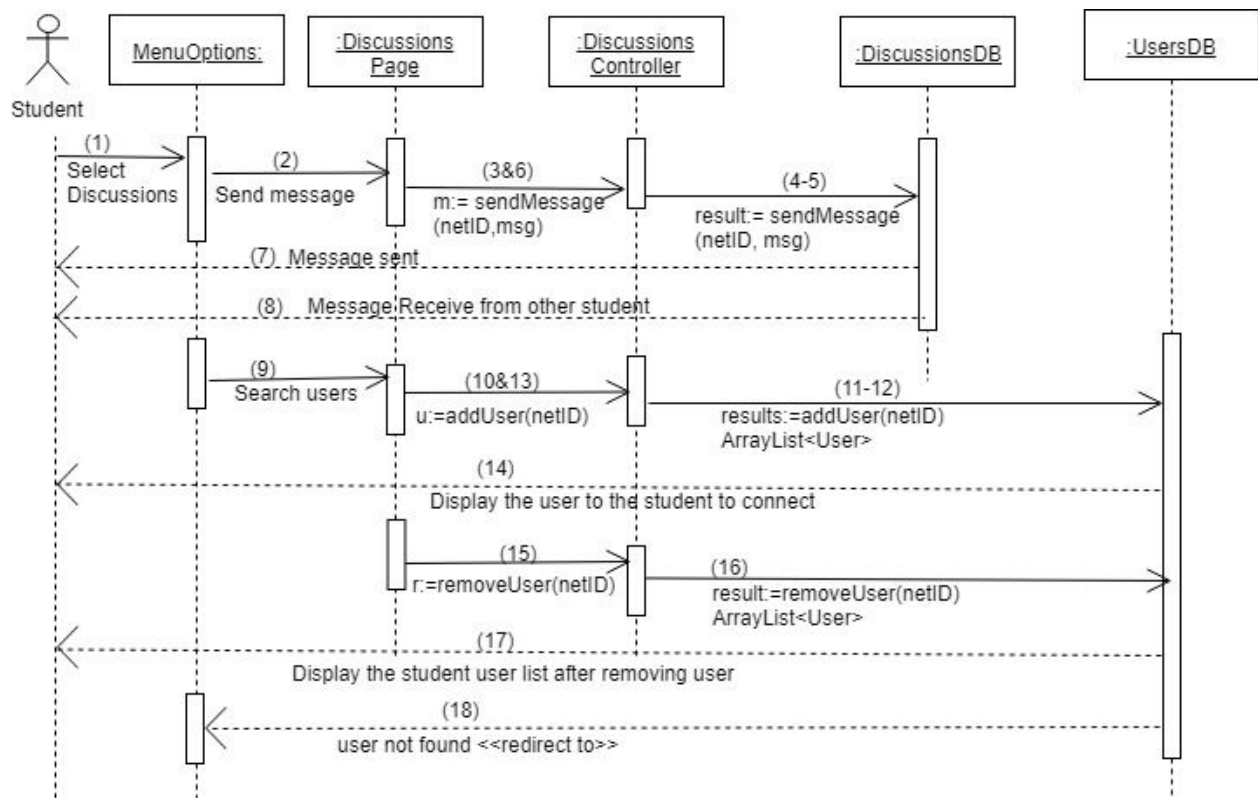 Student
MenuOptions:
:Discussions
Page
:Discussions
Controller
:DiscussionsDB
:UsersDB
(1)
Select
Discussions
(2)
Send message
(3&6)
m:= sendMessage
(netID,msg)
(4-5)
result:= sendMessage
(netID, msg)
(7) Message sent
(8) Message Receive from other student
(9)
Search users
(10&13)
u:=addUser(netID)
(11-12)
results:=addUser(netID)
ArrayList<User>
(14)
Display the user to the student to connect
(15)
r:=removeUser(netID)
(16)
result:=removeUser(netID)
ArrayList<User>
(17)
Display the student user list after removing user
(18)
user not found <<redirect to>>